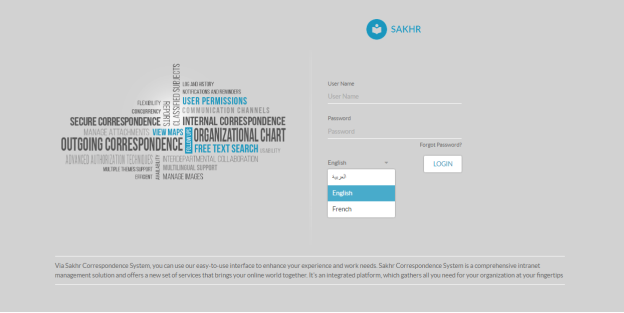 SAKHR
CLASSIFIED SUBJECTS
LOG AND HISTORY
NOTIFICATIONS AND REMINDERS
FLEXIBILITY
REPORTS
USER PERMISSIONS
CONCURRENCY
COMMUNICATION CHANNELS
SECURE CORRESPONDENCE
INTERNAL CORRESPONDENCE
MANAGE ATTACHMENTS
VIEW MAPS
ORGANIZATIONAL CHART
OUTGOING CORRESPONDENCE
FREE TEXT SEARCH
ADVANCED AUTHORIZATION TECHNIQUES
AVAILABILITY
INTERDEPARTMENTAL COLLABORATION
MULTIPLE THEMES SUPPORT
MULTILINGUAL SUPPORT
EFFICIENT
MANAGE IMAGES
User Name
User Name
Password
Password
Forgot Password?
English
LOGIN
العربية
English
French
Via Sakhr Correspondence System, you can use our easy-to-use interface to enhance your experience and work needs. Sakhr Correspondence System is a comprehensive intranet
management solution and offers a new set of services that brings your online world together. It's an integrated platform, which gathers all you need for your organization at your fingertips